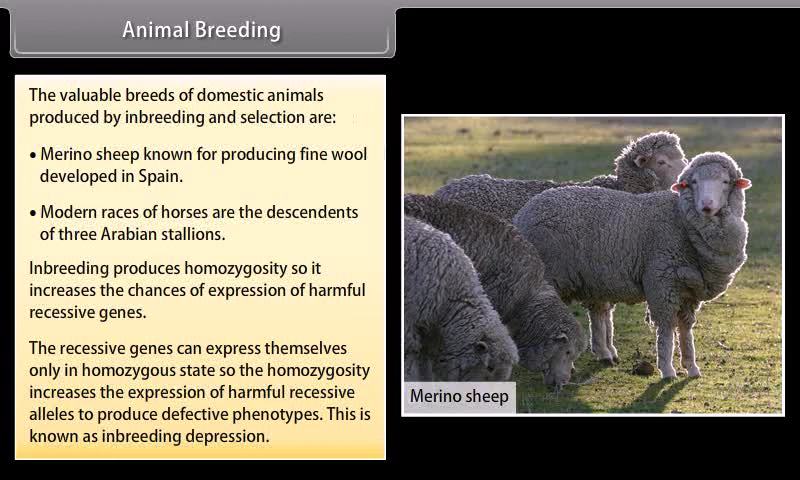 Animal Breeding
The valuable breeds of domestic animals
produced by inbreeding and selection are:
• Merino sheep known for producing fine wool
developed in Spain.
• Modern races of horses are the descendents
of three Arabian stallions.
Inbreeding produces homozygosity so it
increases the chances of expression of harmful
recessive genes.
The recessive genes can express themselves
only in homozygous state so the homozygosity
increases the expression of harmful recessive
alleles to produce defective phenotypes. This is
known as inbreeding depression.
Merino sheep